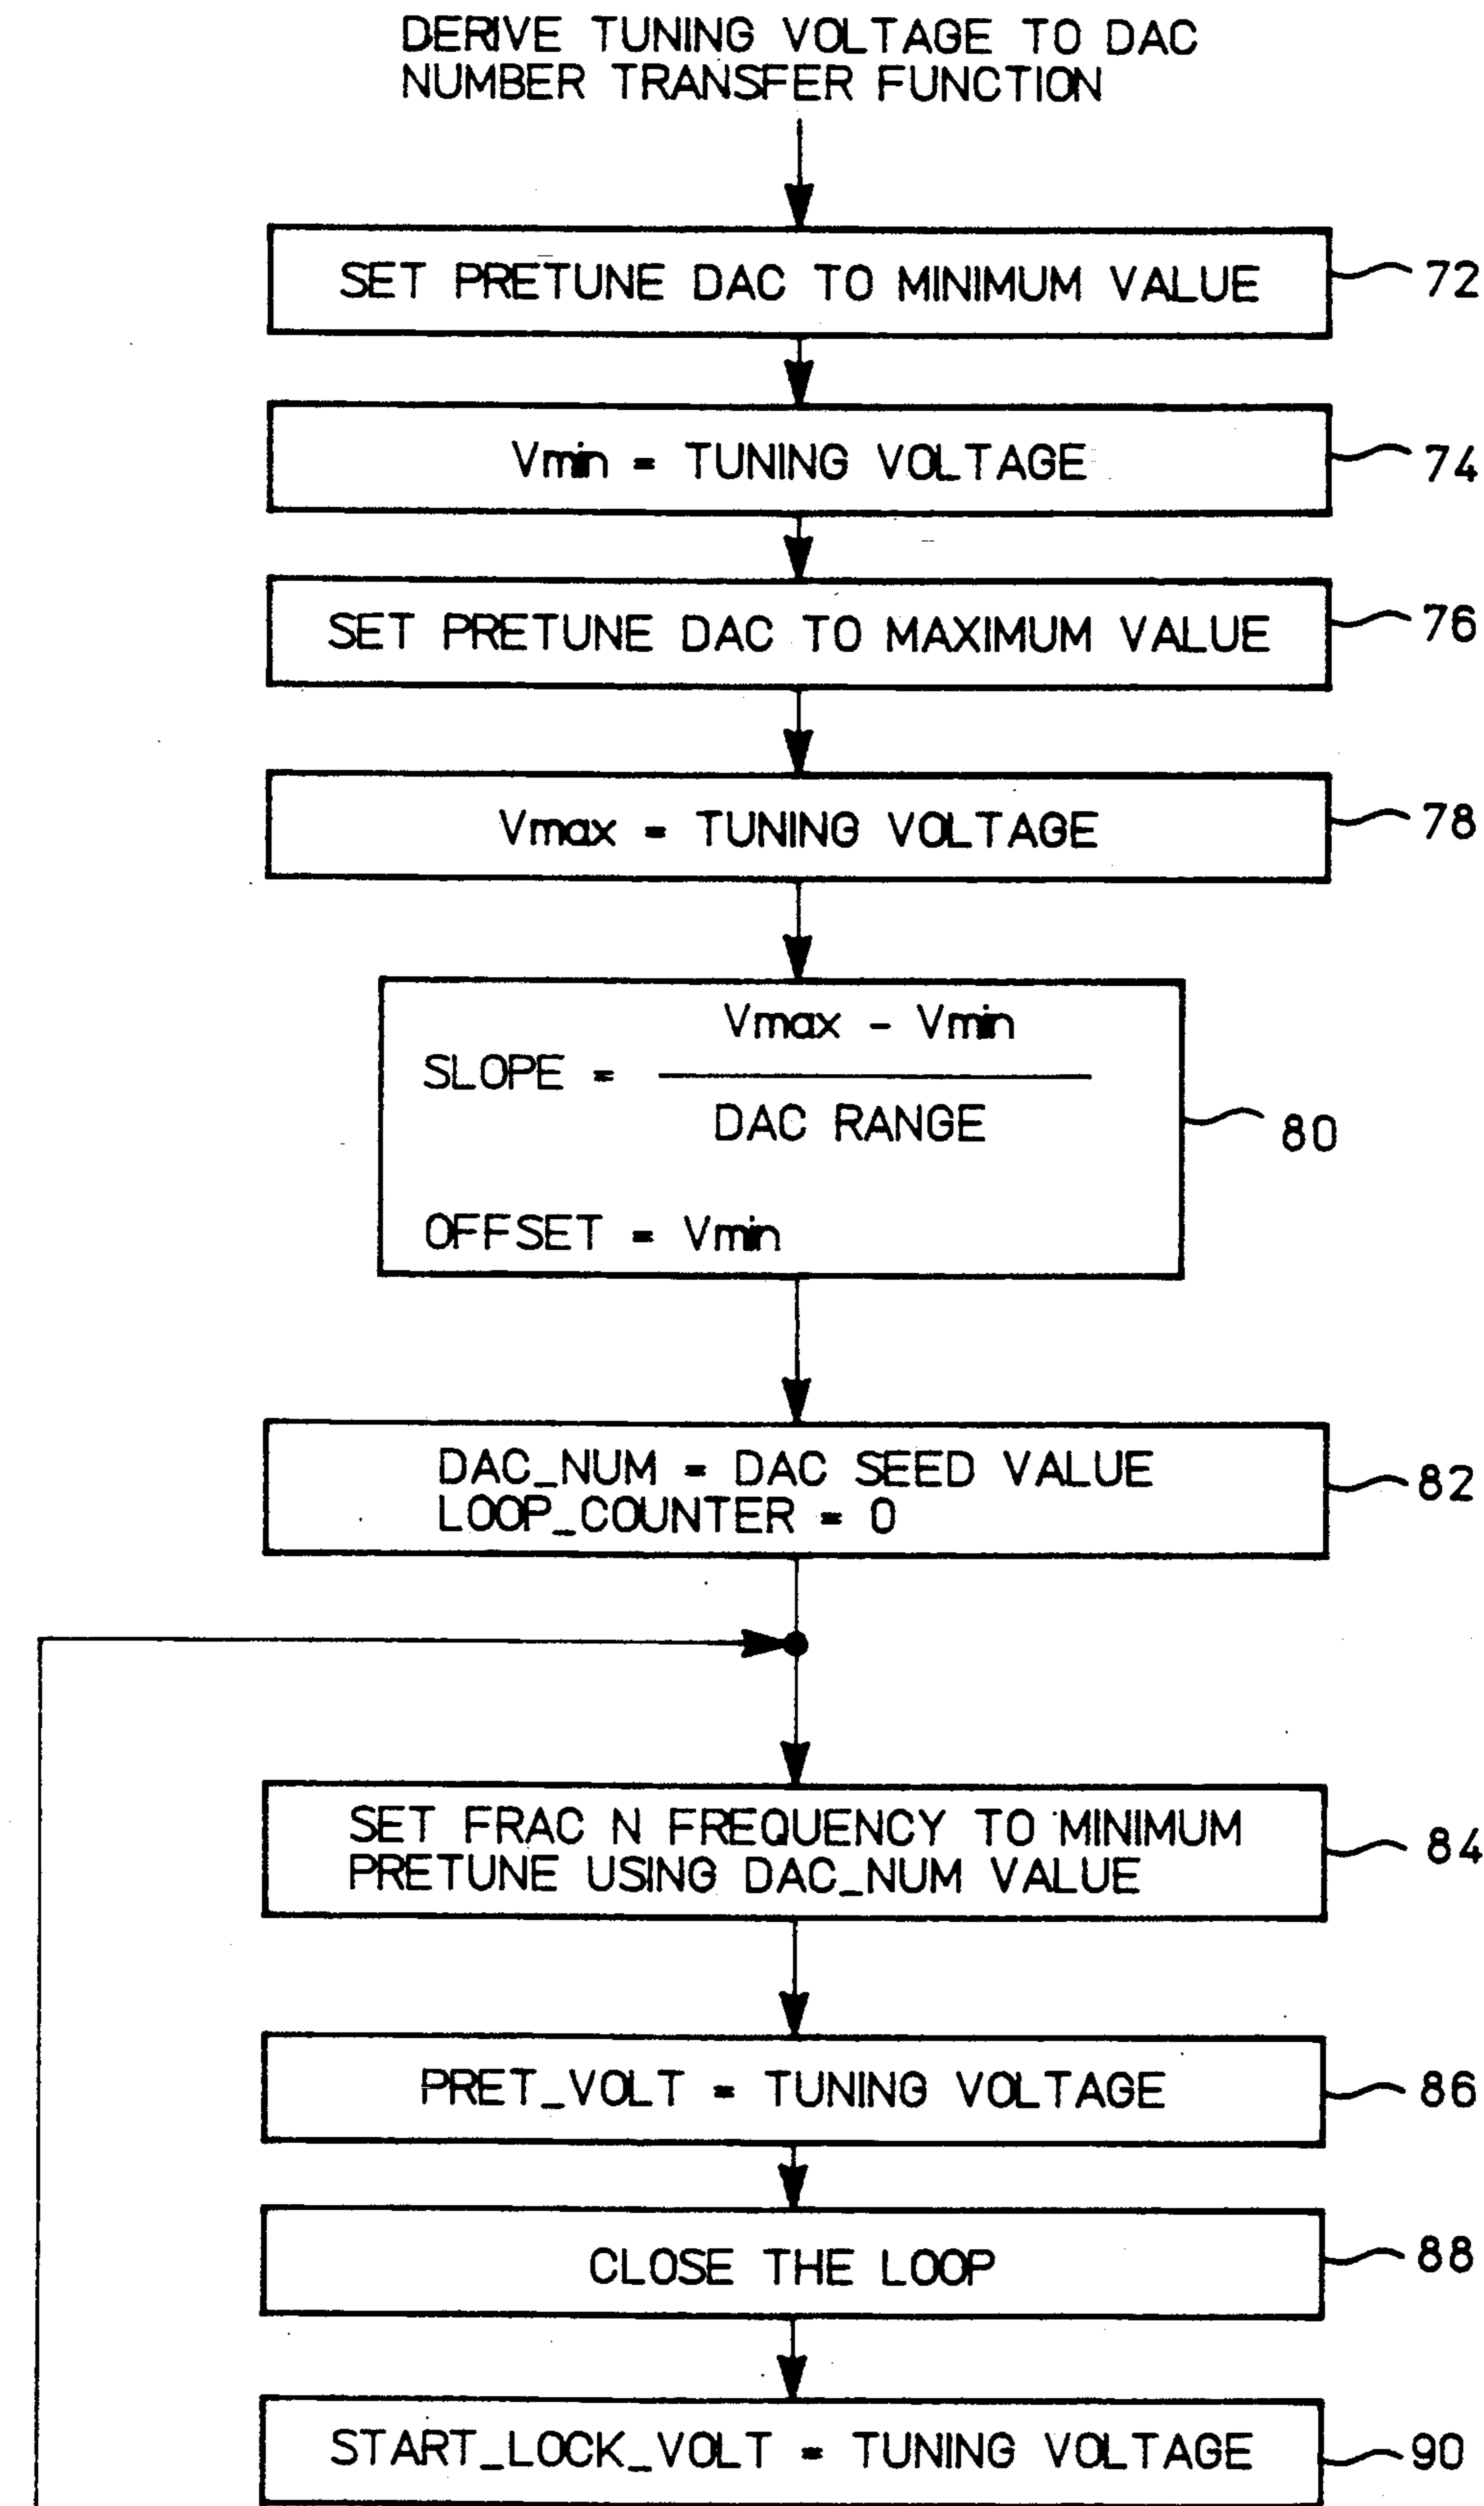 DERIVE TUNING VOLTAGE TO DAC
NUMBER TRANSFER FUNCTION
SET PRETUNE DAC TO MINIMUM VALUE
72
Vmin = TUNING VOLTAGE
74
SET PRETUNE DAC TO MAXIMUM VALUE
76
Vmax = TUNING VOLTAGE
78
Vmax - Vmin
SLOPE =
DAC RANGE
80
OFFSET = Vmin
DAC_NUM = DAC SEED VALUE
LOOP_COUNTER = 0
82
SET FRAC N FREQUENCY TO MINIMUM
PRETUNE USING DAC_NUM VALUE
84
PRET_VOLT = TUNING VOLTAGE
86
CLOSE THE LOOP
88
START_LOCK_VOLT = TUNING VOLTAGE
90